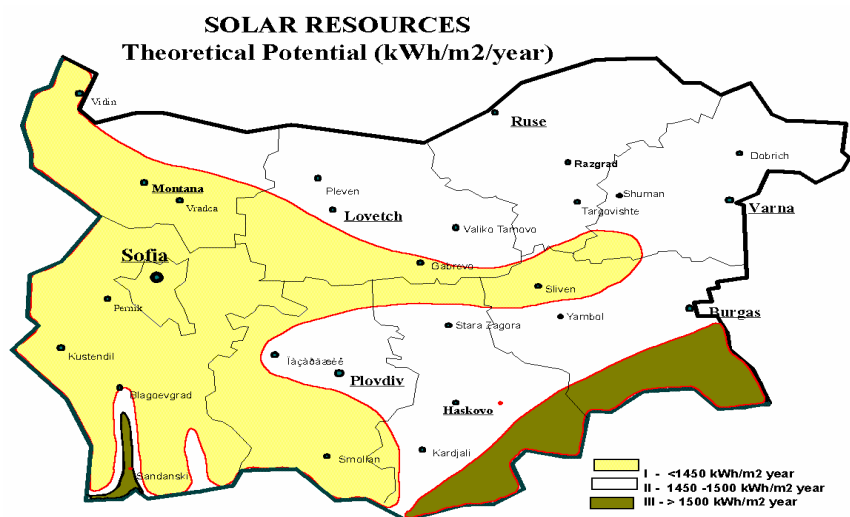 SOLAR RESOURCES
Theoretical Potential (kWh/m2/year)
Vidin
Ruse
Montana
Vradca
Pleven
Lovetch
Razgrad
Dobrich
Shuman
Targovishte
Varna
Valiko Tarnovo
Sofia
Gabrovo
Sliven
Pernik
Burgas
Yambol
Stara Zagora
Kustendil
Ïàçàðäæèê
Plovdiv
Blagoevgrad
Haskovo
Kardjali
Smolian
Sandanski
I - <1450 kWh/m2 year
II - 1450 -1500 kWh/m2 year
III - > 1500 kWh/m2 year